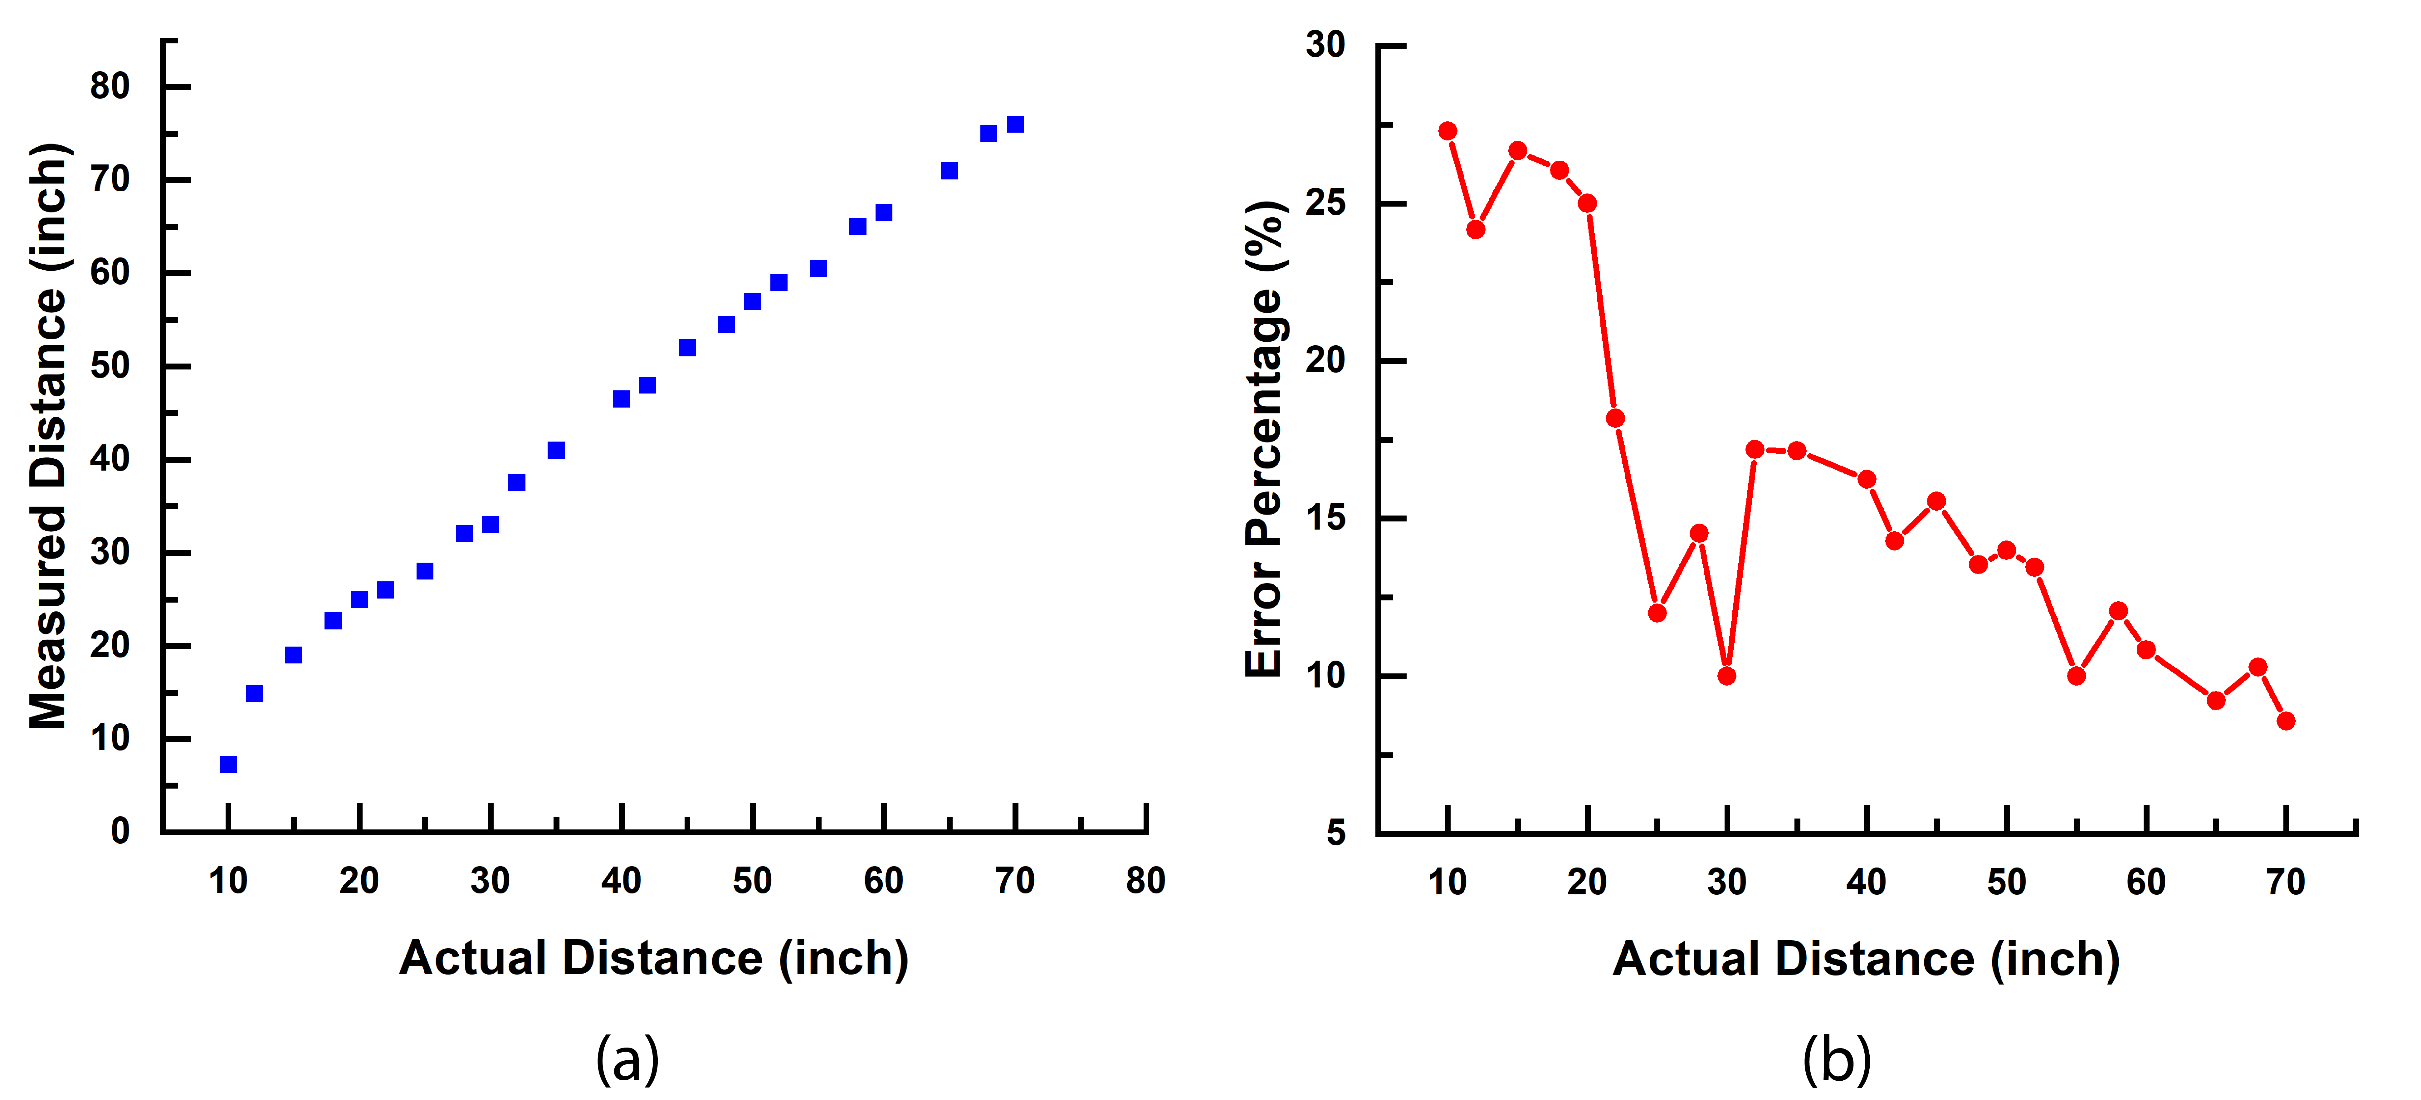 Measured Distance (inch)
80
70
60
50
40
30
20
10
0
10 20 30 40 50 60 70 80
Actual Distance (inch)
(a)
Error Percentage (%)
30
25
20
15
10
5
10 20 30 40 50 60 70
Actual Distance (inch)
(b)